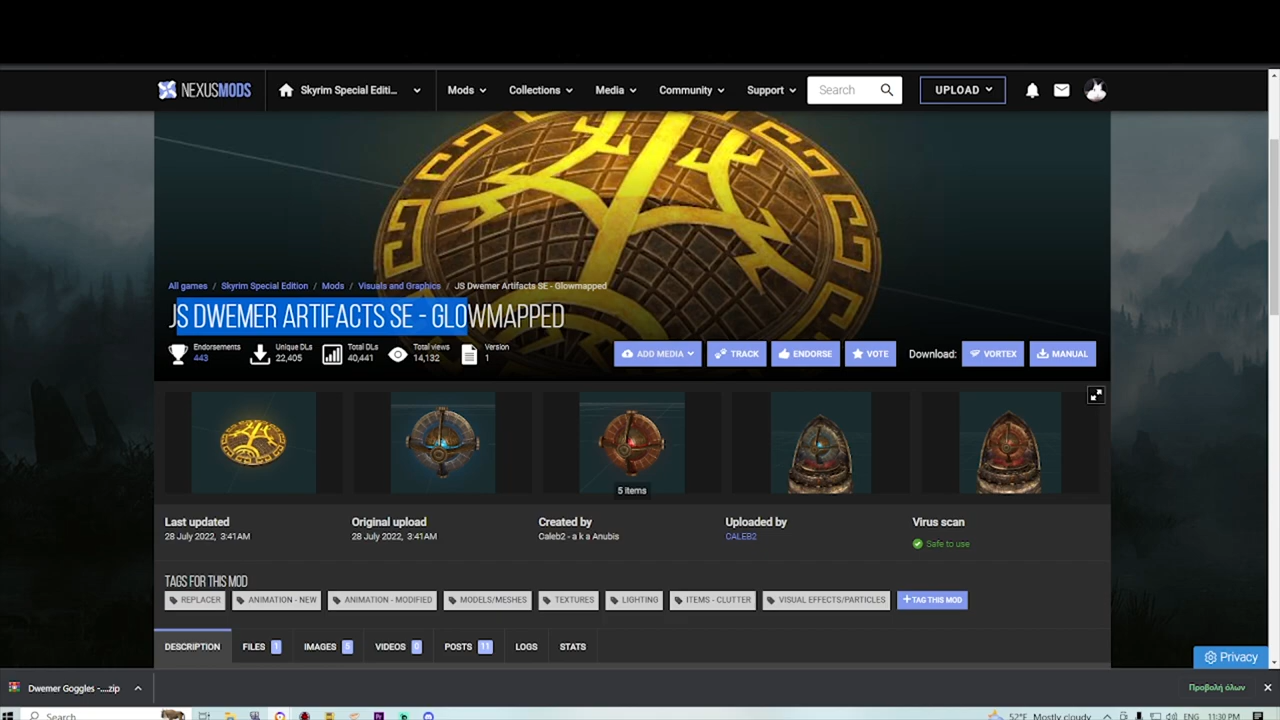 NEXUSMODS
Skyrim Special Editi...
Mods
Collections
Media
Community
Support
Search
UPLOAD
All games / Skyrim Special Edition / Mods / Visuals and Graphics / JS Dwemer Artifacts SE - Glowmapped
JS DWEMER ARTIFACTS SE - GLOWMAPPED
Endorsements
443
Unique DLs
22,405
Total DLs
40,441
Total views
14,132
Version
1
ADD MEDIA
TRACK
ENDORSE
VOTE
Download:
VORTEX
MANUAL
5 items
Last updated
28 July 2022, 3:41AM
Original upload
28 July 2022, 3:41AM
Created by
Caleb2 - a k a Anubis
Uploaded by
CALEB2
Virus scan
Safe to use
TAGS FOR THIS MOD
REPLACER
ANIMATION - NEW
ANIMATION - MODIFIED
MODELS/MESHES
TEXTURES
LIGHTING
ITEMS - CLUTTER
VISUAL EFFECTS/PARTICLES
+TAG THIS MOD
DESCRIPTION
FILES 1
IMAGES 5
VIDEOS 0
POSTS 11
LOGS
STATS
Privacy
Dwemer Goggles -....zip
Προβολή όλων
Search
52°F Mostly cloudy
ENG
11:30 PM